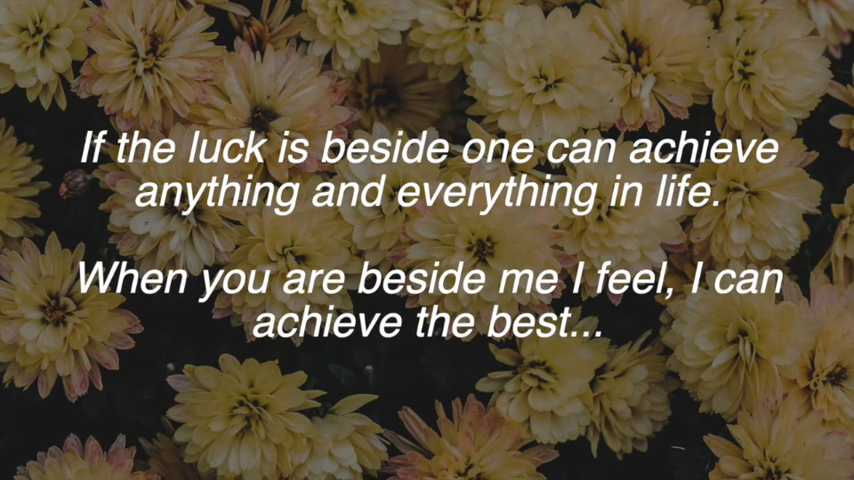 If the luck is beside one can achieve
anything and everything in life.
When you are beside me I feel, I can
achieve the best...